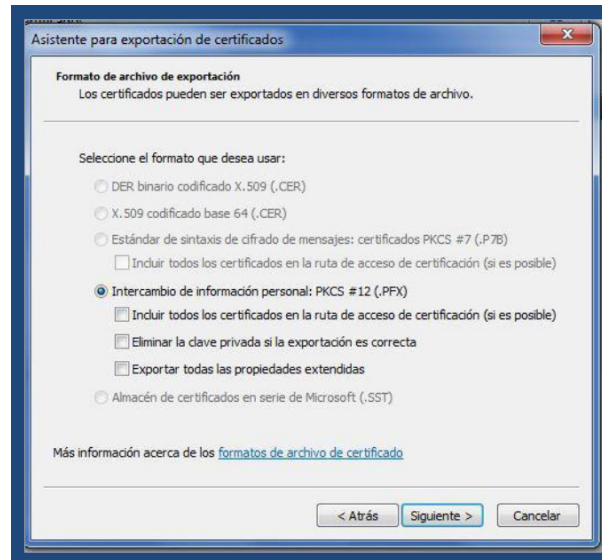 Asistente para exportación de certificados
Formato de archivo de exportación
Los certificados pueden ser exportados en diversos formatos de archivo.
Seleccione el formato que desea usar:
DER binario codificado X.509 (.CER)
X.509 codificado base 64 (.CER)
Estándar de sintaxis de cifrado de mensajes: certificados PKCS #7 (.P7B)
Incluir todos los certificados en la ruta de acceso de certificación (si es posible)
Intercambio de información personal: PKCS #12 (.PFX)
Incluir todos los certificados en la ruta de acceso de certificación (si es posible)
Eliminar la clave privada si la exportación es correcta
Exportar todas las propiedades extendidas
Almacén de certificados en serie de Microsoft (.SST)
Más información acerca de los formatos de archivo de certificado
< Atrás Siguiente > Cancelar